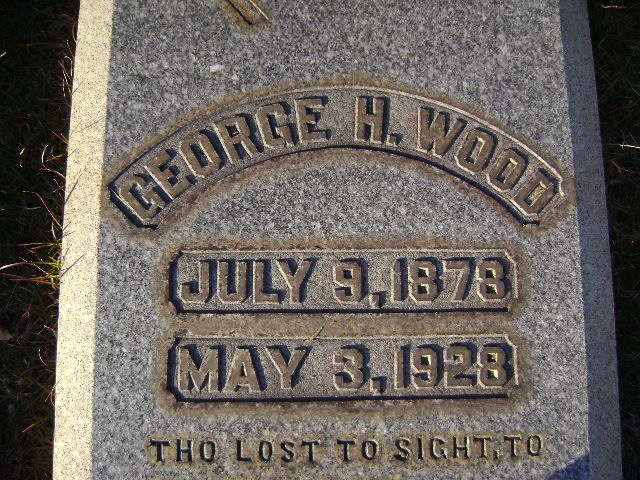 GEORGE H. WOOD
JULY 9, 1878
MAY 3, 1928
THO LOST TO SIGHT, TO